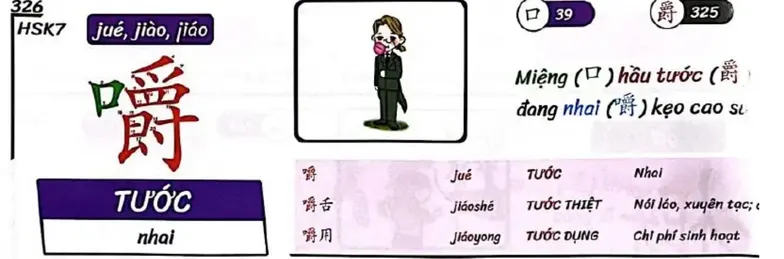 326
HSK7
jué, jiào, jiáo
嚼
TƯỚC
nhai
口 39
爵 325
Miệng (口) hầu tước (爵)
đang nhai (嚼) kẹo cao su
嚼 jué TƯỚC Nhai
嚼舌 jiáoshé TƯỚC THIỆT Nói láo, xuyên tạc;
嚼用 jiáoyong TƯỚC DỤNG Chi phí sinh hoạt